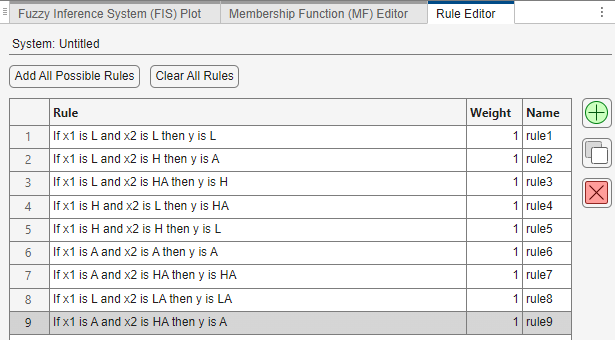 Fuzzy Inference System (FIS) Plot Membership Function (MF) Editor Rule Editor
System: Untitled
Add All Possible Rules Clear All Rules
Rule Weight Name
1 If x1 is L and x2 is L then y is L 1 rule1
2 If x1 is L and x2 is H then y is A 1 rule2
3 If x1 is L and x2 is HA then y is H 1 rule3
4 If x1 is H and x2 is L then y is HA 1 rule4
5 If x1 is H and x2 is H then y is L 1 rule5
6 If x1 is A and x2 is A then y is A 1 rule6
7 If x1 is A and x2 is HA then y is HA 1 rule7
8 If x1 is L and x2 is LA then y is LA 1 rule8
9 If x1 is A and x2 is HA then y is A 1 rule9